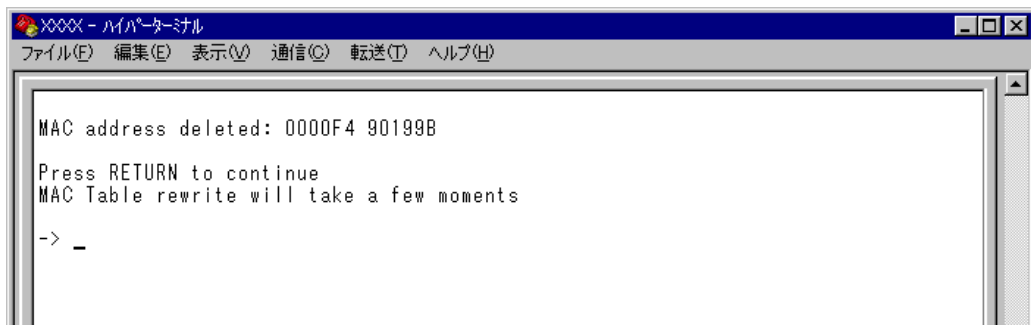 XXXX - ﾊｲﾊﾟｰﾀｰﾐﾅﾙ
ファイル(F) 編集(E) 表示(V) 通信(C) 転送(T) ヘルプ(H)
MAC address deleted: 0000F4 90199B
Press RETURN to continue
MAC Table rewrite will take a few moments
-> _